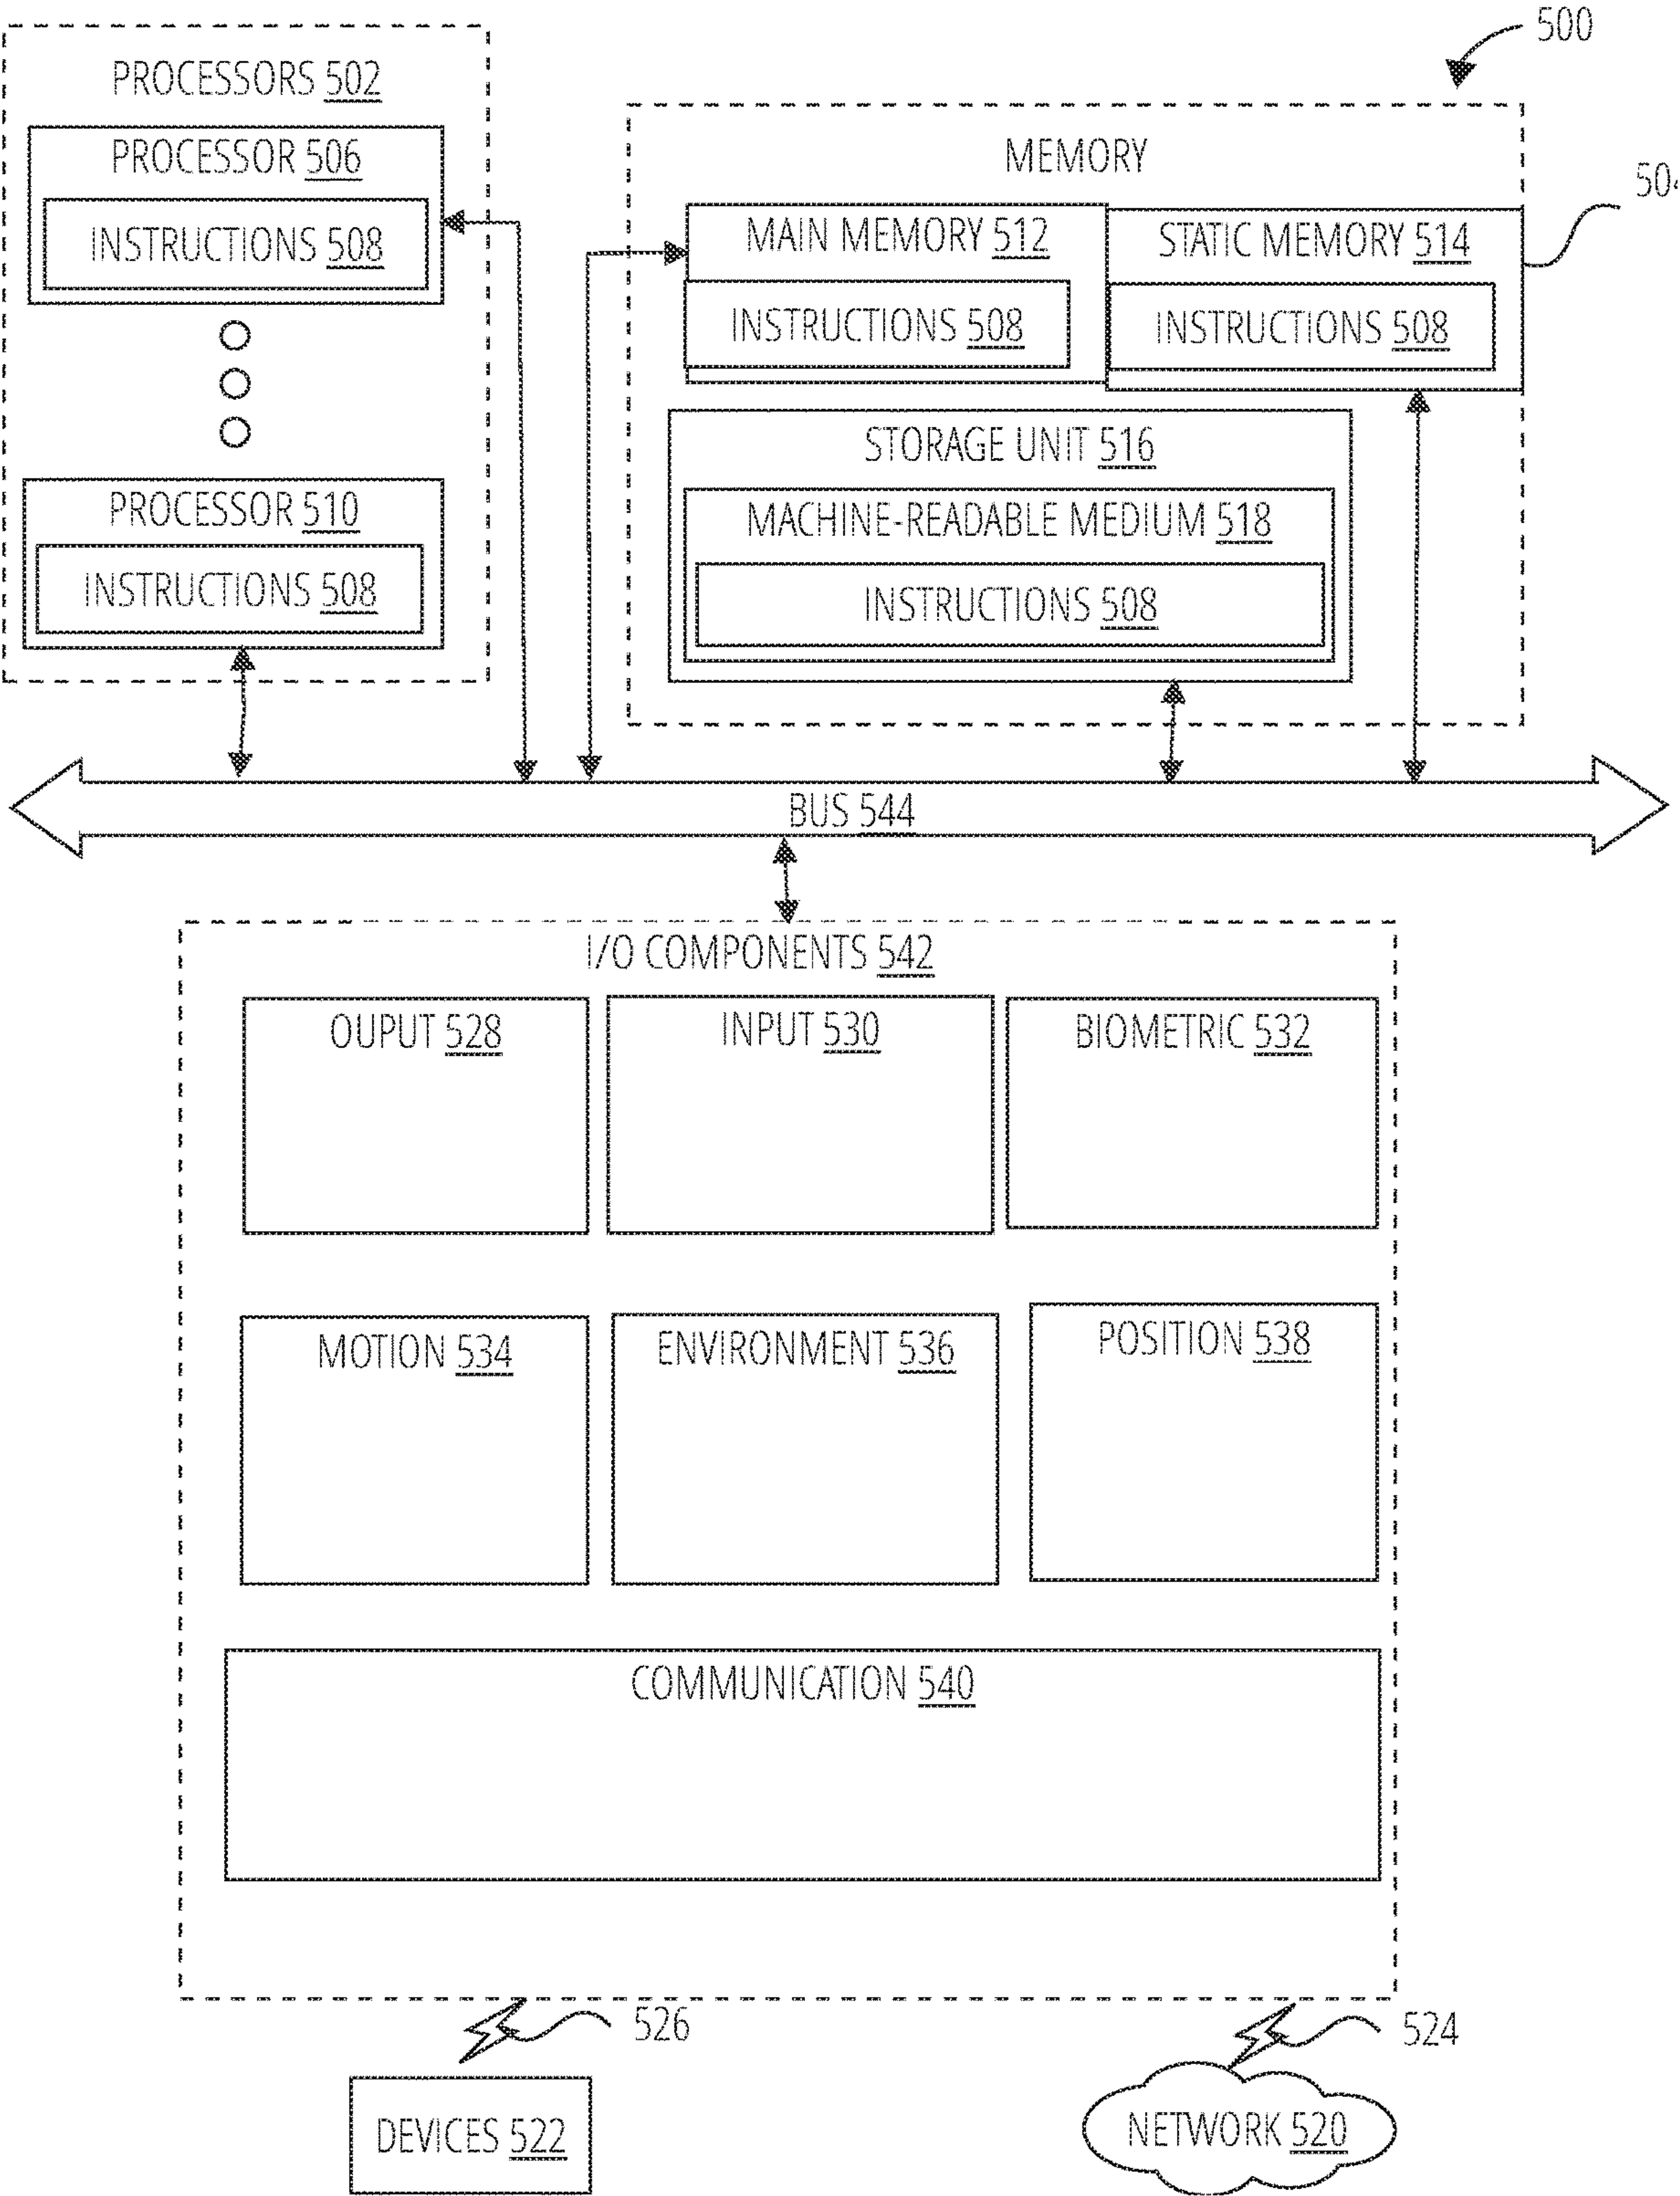 500
PROCESSORS 502
PROCESSOR 506
INSTRUCTIONS 508
PROCESSOR 510
INSTRUCTIONS 508
MEMORY
MAIN MEMORY 512
INSTRUCTIONS 508
STATIC MEMORY 514
INSTRUCTIONS 508
STORAGE UNIT 516
MACHINE-READABLE MEDIUM 518
INSTRUCTIONS 508
BUS 544
I/O COMPONENTS 542
OUPUT 528
INPUT 530
BIOMETRIC 532
MOTION 534
ENVIRONMENT 536
POSITION 538
COMMUNICATION 540
526
524
DEVICES 522
NETWORK 520